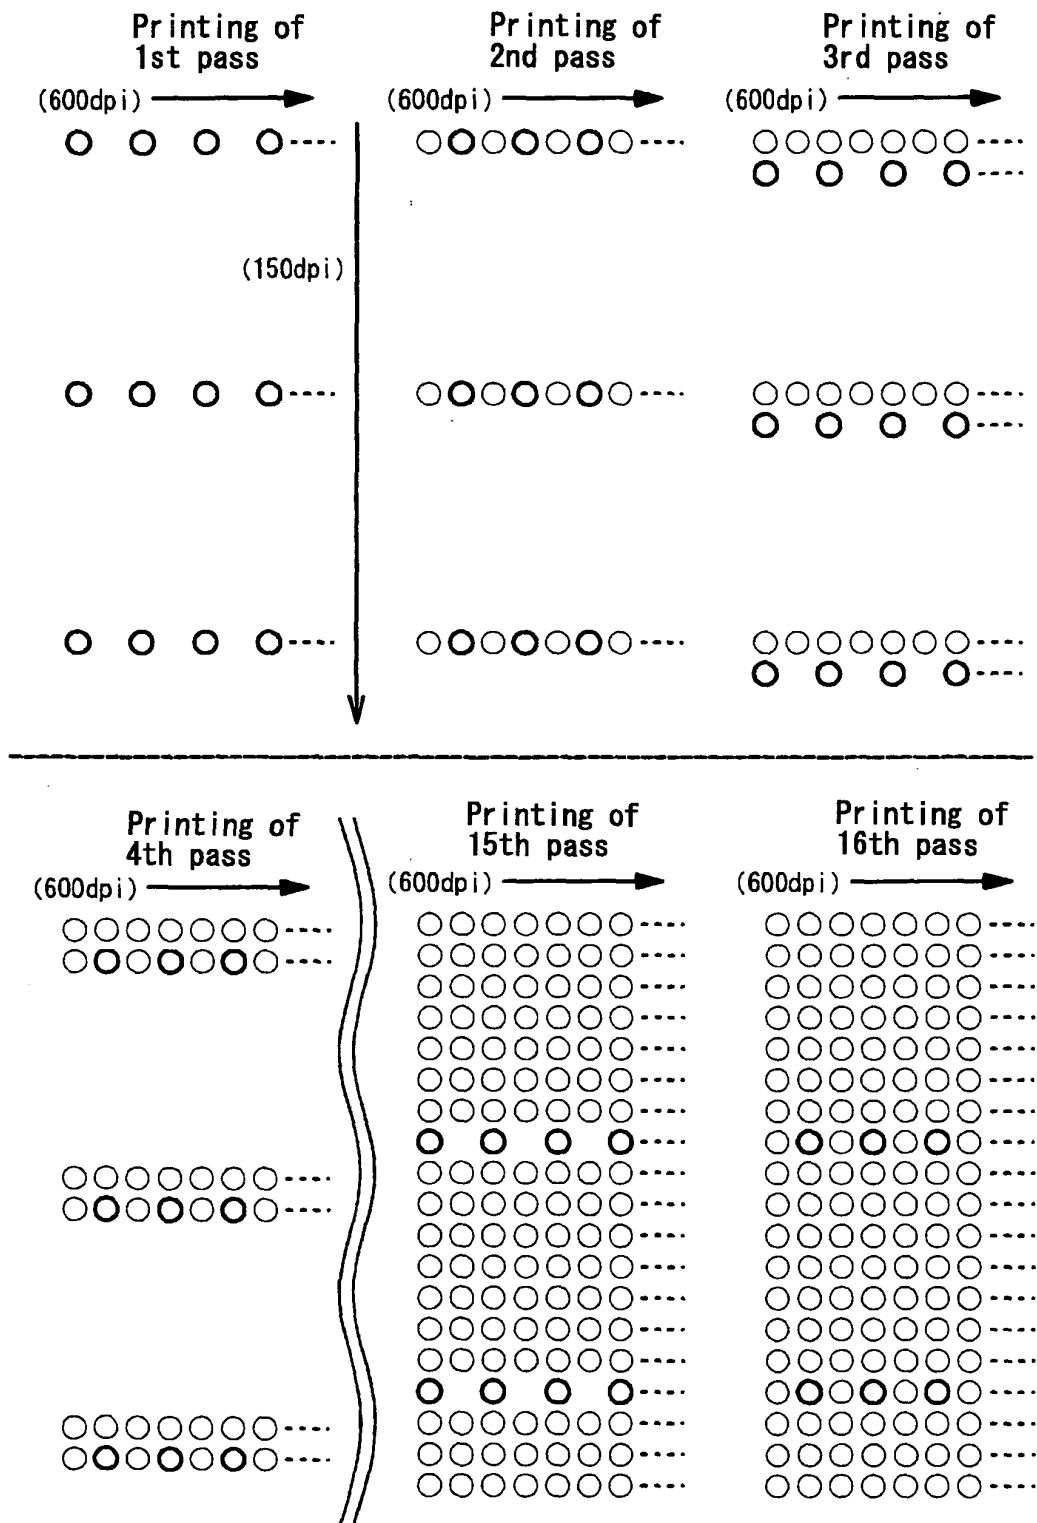 Printing of
1st pass
(600dpi)
Printing of
2nd pass
(600dpi)
Printing of
3rd pass
(600dpi)
(150dpi)
Printing of
4th pass
(600dpi)
Printing of
15th pass
(600dpi)
Printing of
16th pass
(600dpi)